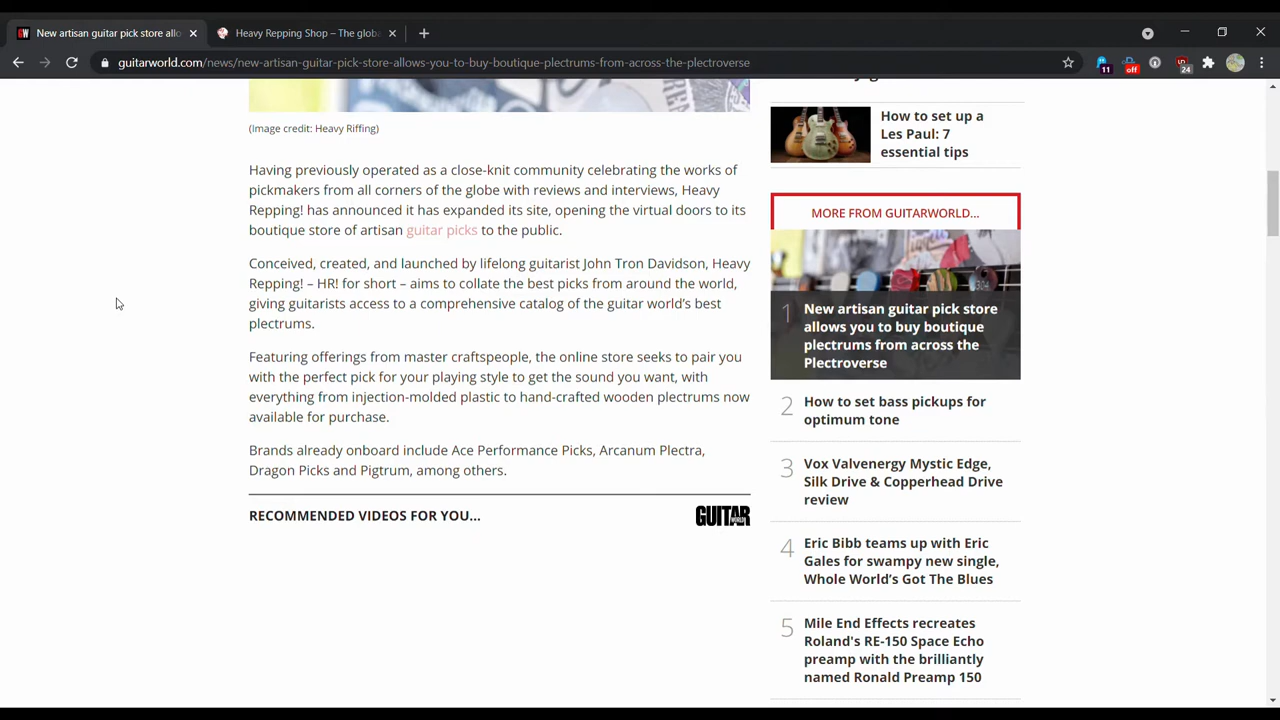 New artisan guitar pick store allo
Heavy Repping Shop – The globa
guitarworld.com/news/new-artisan-guitar-pick-store-allows-you-to-buy-boutique-plectrums-from-across-the-plectroverse
11
off
24
(Image credit: Heavy Riffing)
Having previously operated as a close-knit community celebrating the works of
pickmakers from all corners of the globe with reviews and interviews, Heavy
Repping! has announced it has expanded its site, opening the virtual doors to its
boutique store of artisan guitar picks to the public.
Conceived, created, and launched by lifelong guitarist John Tron Davidson, Heavy
Repping! – HR! for short – aims to collate the best picks from around the world,
giving guitarists access to a comprehensive catalog of the guitar world's best
plectrums.
Featuring offerings from master craftspeople, the online store seeks to pair you
with the perfect pick for your playing style to get the sound you want, with
everything from injection-molded plastic to hand-crafted wooden plectrums now
available for purchase.
Brands already onboard include Ace Performance Picks, Arcanum Plectra,
Dragon Picks and Pigtrum, among others.
RECOMMENDED VIDEOS FOR YOU...
GUITAR
WORLD
How to set up a
Les Paul: 7
essential tips
MORE FROM GUITARWORLD...
1
New artisan guitar pick store
allows you to buy boutique
plectrums from across the
Plectroverse
2
How to set bass pickups for
optimum tone
3
Vox Valvenergy Mystic Edge,
Silk Drive & Copperhead Drive
review
4
Eric Bibb teams up with Eric
Gales for swampy new single,
Whole World's Got The Blues
5
Mile End Effects recreates
Roland's RE-150 Space Echo
preamp with the brilliantly
named Ronald Preamp 150